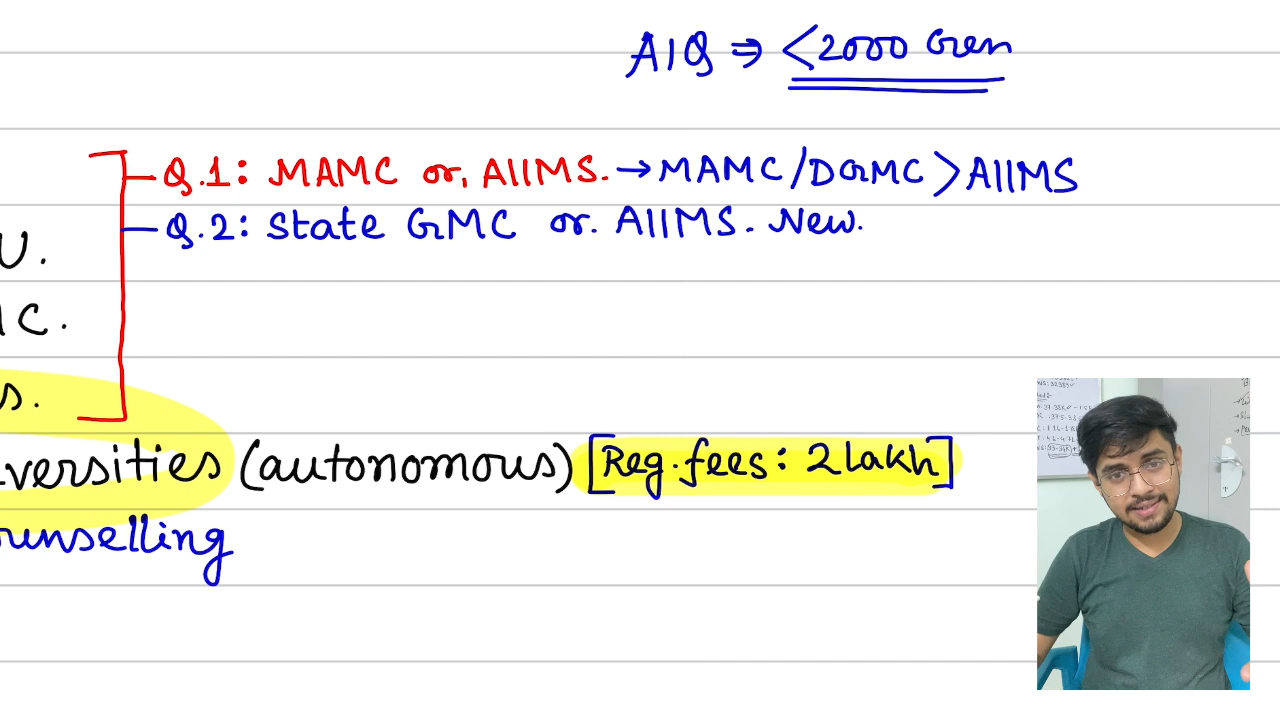 AIQ ⇒ <2000 Gen
Q.1: MAMC or, AIIMS. → MAMC/DGMC > AIIMS
Q.2: State GMC or. AIIMS. New.
U.
C.
s.
versities (autonomous) [Reg. fees: 2 lakh]
ounselling